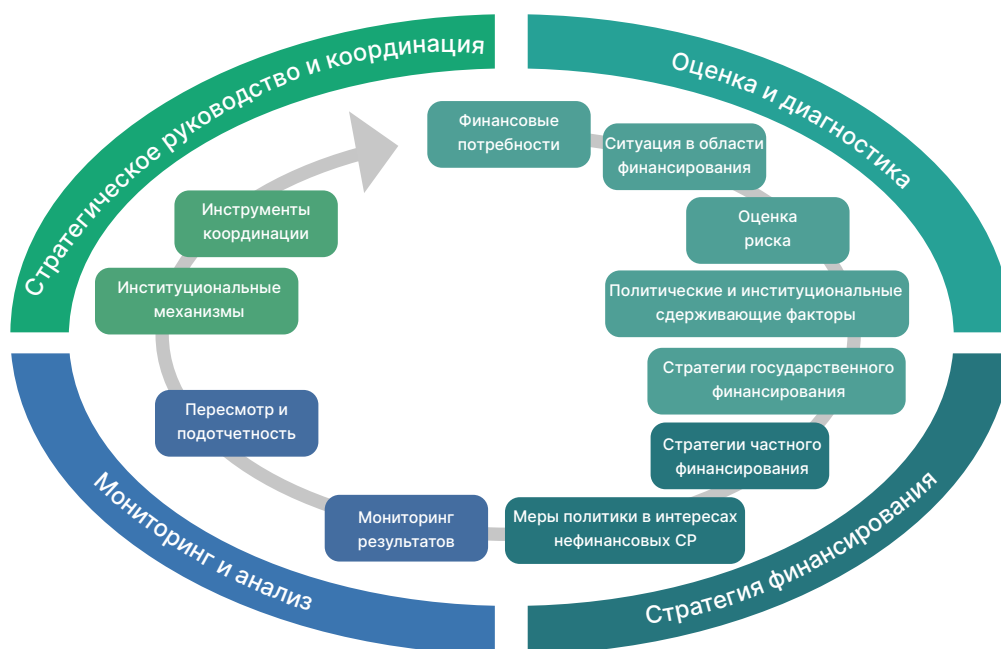 Стратегическое руководство и координация
Оценка и диагностика
Финансовые
потребности
Ситуация в области
финансирования
Оценка
риска
Политические и институциональные
сдерживающие факторы
Стратегии государственного
финансирования
Стратегии частного
финансирования
Меры политики в интересах
нефинансовых СР
Мониторинг
результатов
Пересмотр и
подотчетность
Институциональные
механизмы
Инструменты
координации
Мониторинг и анализ
Стратегия финансирования